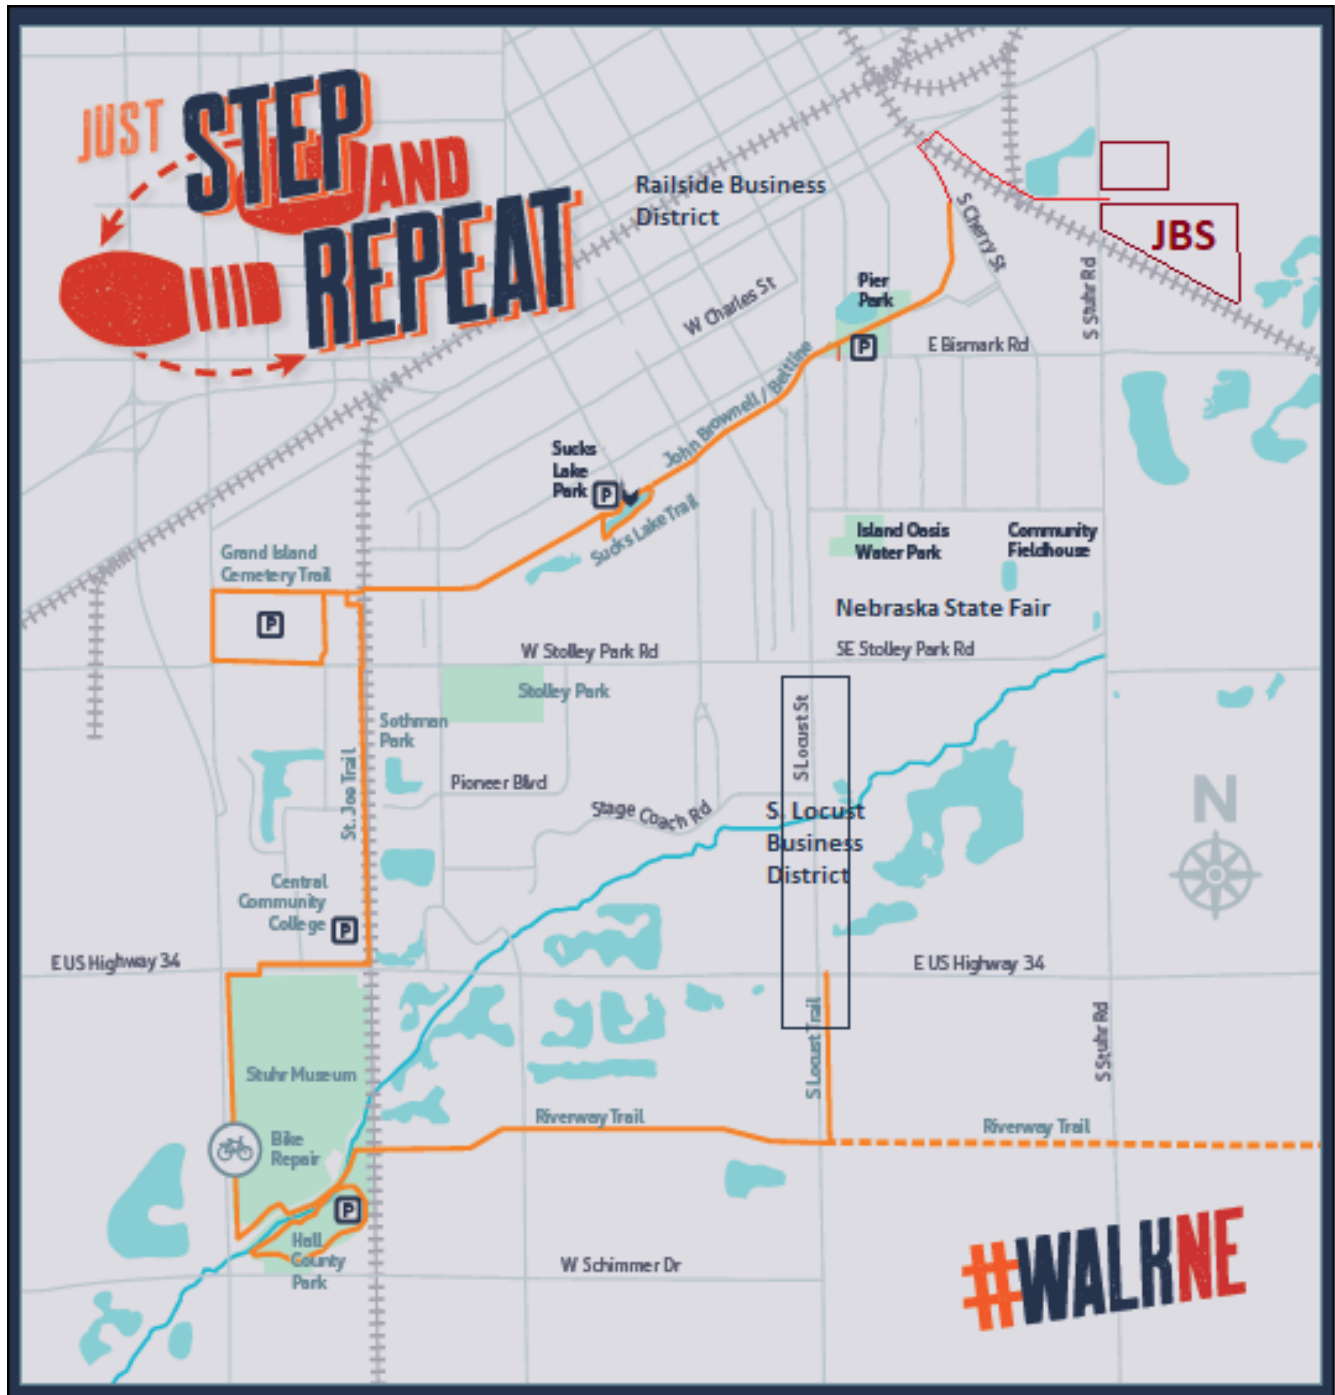 JUST
STEP
AND
REPEAT
Railside Business
District
S Cherry St
JBS
S Stuhr Rd
Pier
Park
W Charles St
P
E Bismark Rd
John Brownell / Beltline
Sucks
Lake
Park
P
Sucks Lake Trail
Island Oasis
Water Park
Community
Fieldhouse
Grand Island
Cemetery Trail
P
Nebraska State Fair
W Stolley Park Rd
SE Stolley Park Rd
Stolley Park
S Locust St
Sothman
Park
St. Joe Trail
Pioneer Blvd
Stage Coach Rd
S. Locust
Business
District
N
Central
Community
College
P
E US Highway 34
E US Highway 34
S Locust Trail
S Stuhr Rd
Stuhr Museum
Riverway Trail
Riverway Trail
Bike
Repair
P
Hall
County
Park
W Schimmer Dr
#WALKNE